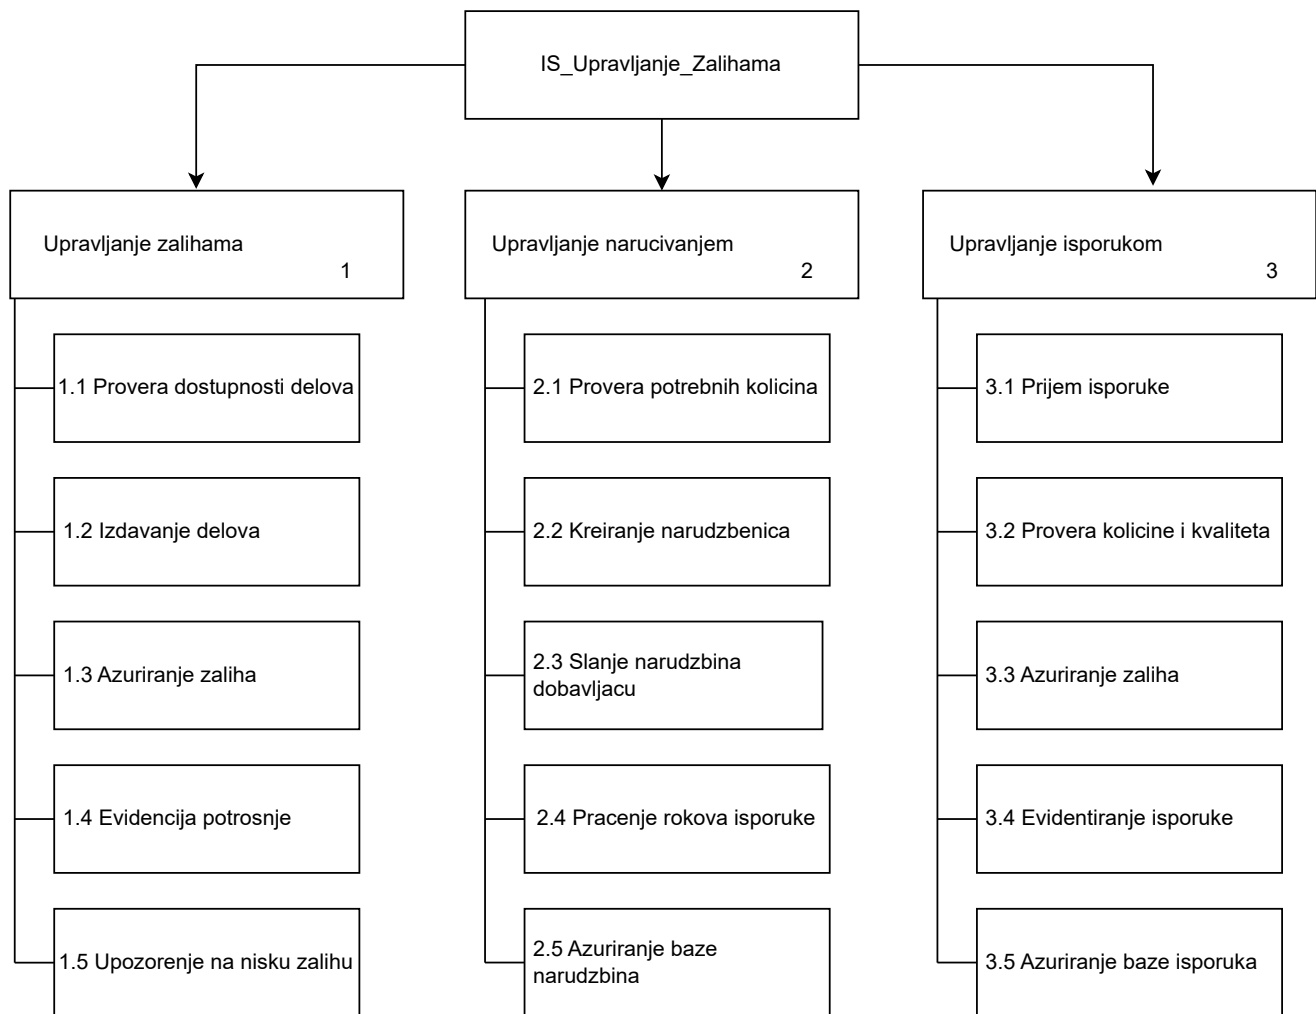 IS_Upravljanje_Zalihama
Upravljanje zalihama
1
Upravljanje narucivanjem
2
Upravljanje isporukom
3
1.1 Provera dostupnosti delova
1.2 Izdavanje delova
1.3 Azuriranje zaliha
1.4 Evidencija potrosnje
1.5 Upozorenje na nisku zalihu
2.1 Provera potrebnih kolicina
2.2 Kreiranje narudzbenica
2.3 Slanje narudzbina
dobavljacu
2.4 Pracenje rokova isporuke
2.5 Azuriranje baze
narudzbina
3.1 Prijem isporuke
3.2 Provera kolicine i kvaliteta
3.3 Azuriranje zaliha
3.4 Evidentiranje isporuke
3.5 Azuriranje baze isporuka